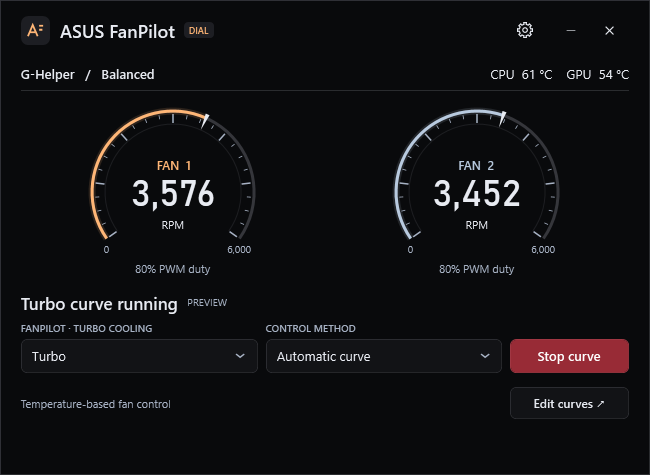 A= ASUS FanPilot DIAL
G-Helper / Balanced CPU 61 °C GPU 54 °C
FAN 1 FAN 2
3,576 3,452
RPM RPM
0 6,000 0 6,000
80% PWM duty 80% PWM duty
Turbo curve running PREVIEW
FANPILOT · TURBO COOLING CONTROL METHOD
Turbo Automatic curve Stop curve
Temperature-based fan control Edit curves ↗